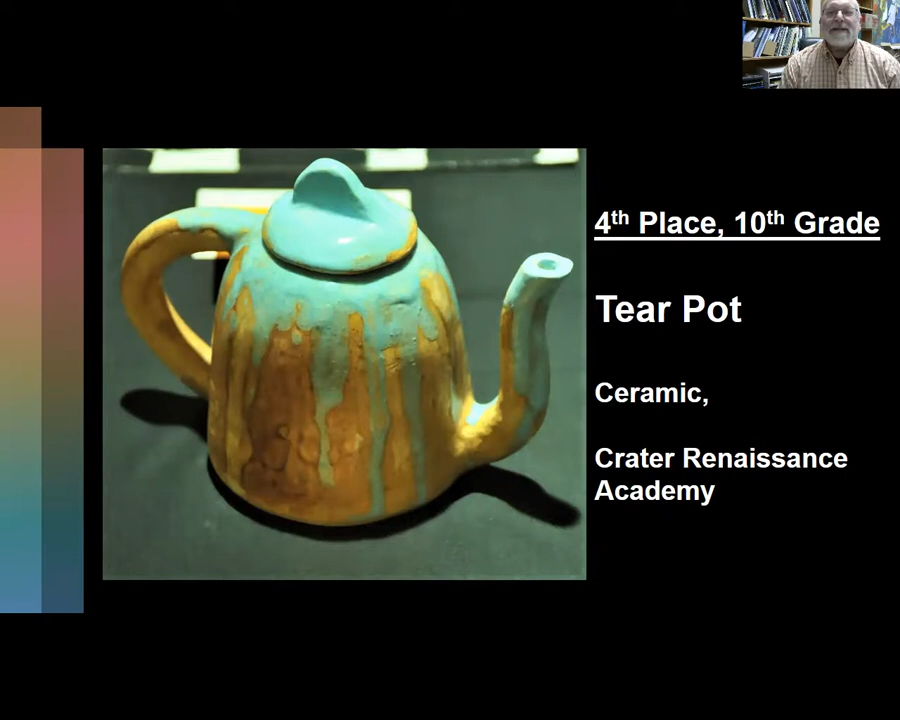 4th Place, 10th Grade
Tear Pot
Ceramic,
Crater Renaissance
Academy